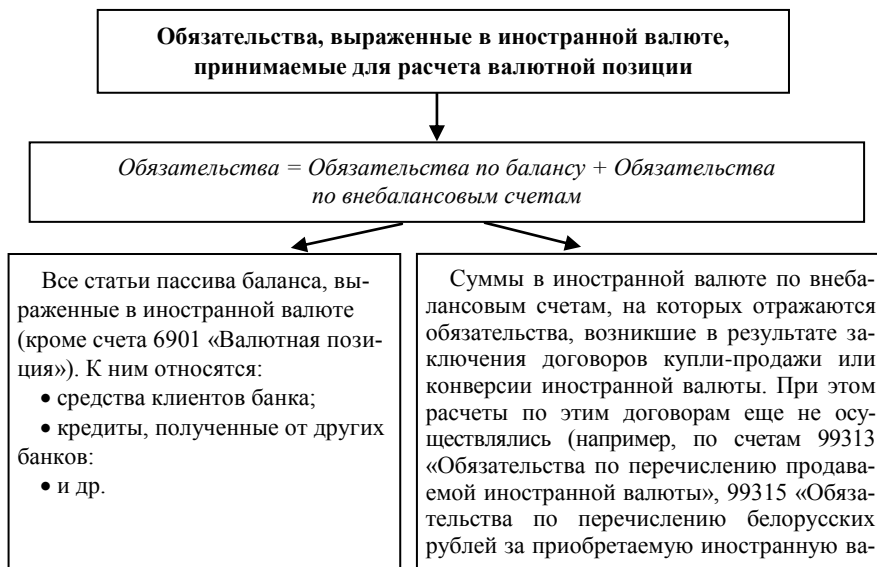 Обязательства, выраженные в иностранной валюте,
принимаемые для расчета валютной позиции
Обязательства = Обязательства по балансу + Обязательства
по внебалансовым счетам
Все статьи пассива баланса, вы-
раженные в иностранной валюте
(кроме счета 6901 «Валютная пози-
ция»). К ним относятся:
• средства клиентов банка;
• кредиты, полученные от других
банков:
• и др.
Суммы в иностранной валюте по внеба-
лансовым счетам, на которых отражаются
обязательства, возникшие в результате за-
ключения договоров купли-продажи или
конверсии иностранной валюты. При этом
расчеты по этим договорам еще не осу-
ществлялись (например, по счетам 99313
«Обязательства по перечислению продава-
емой иностранной валюты», 99315 «Обяза-
тельства по перечислению белорусских
рублей за приобретаемую иностранную ва-